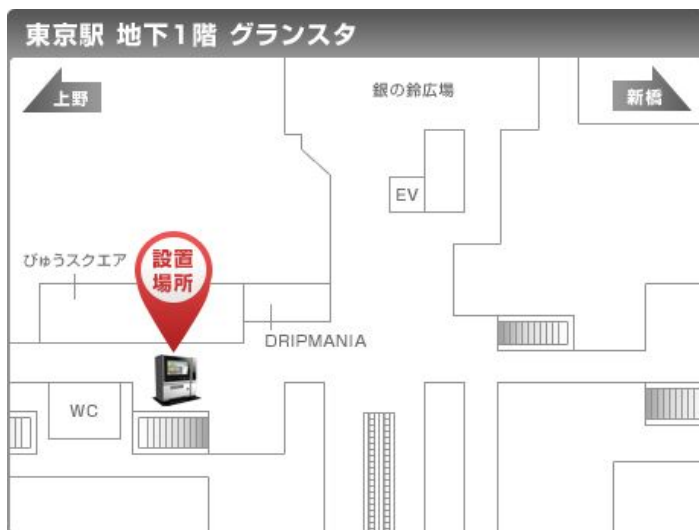 東京駅 地下1階 グランスタ
上野
銀の鈴広場
新橋
EV
びゅうスクエア
設置
場所
DRIPMANIA
WC